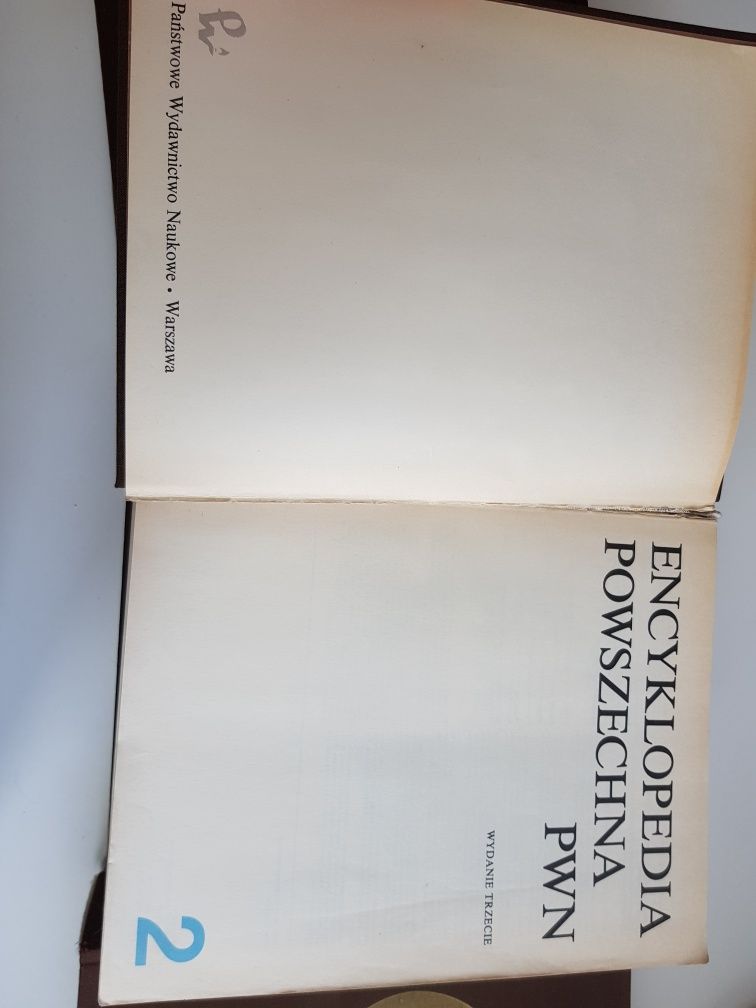 Państwowe Wydawnictwo Naukowe • Warszawa
ENCYKLOPEDIA
POWSZECHNA
PWN
WYDANIE TRZECIE
2